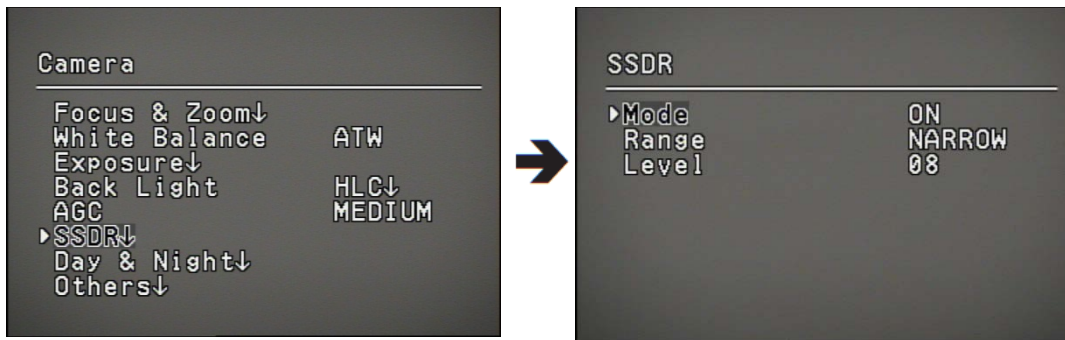 Camera
Focus & Zoom↓
White Balance ATW
Exposure↓
Back Light HLC↓
AGC MEDIUM
SSDR↓
Day & Night↓
Others↓
SSDR
Mode ON
Range NARROW
Level 08